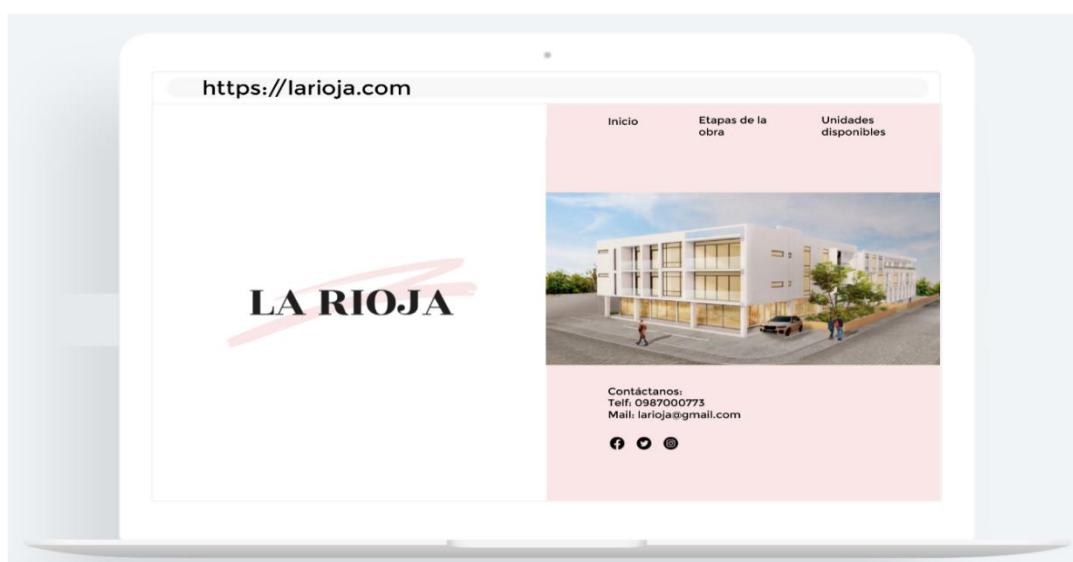 https://larioja.com
Inicio
Etapas de la
obra
Unidades
disponibles
LA RIOJA
Contáctanos:
Telf: 0987000773
Mail: larioja@gmail.com